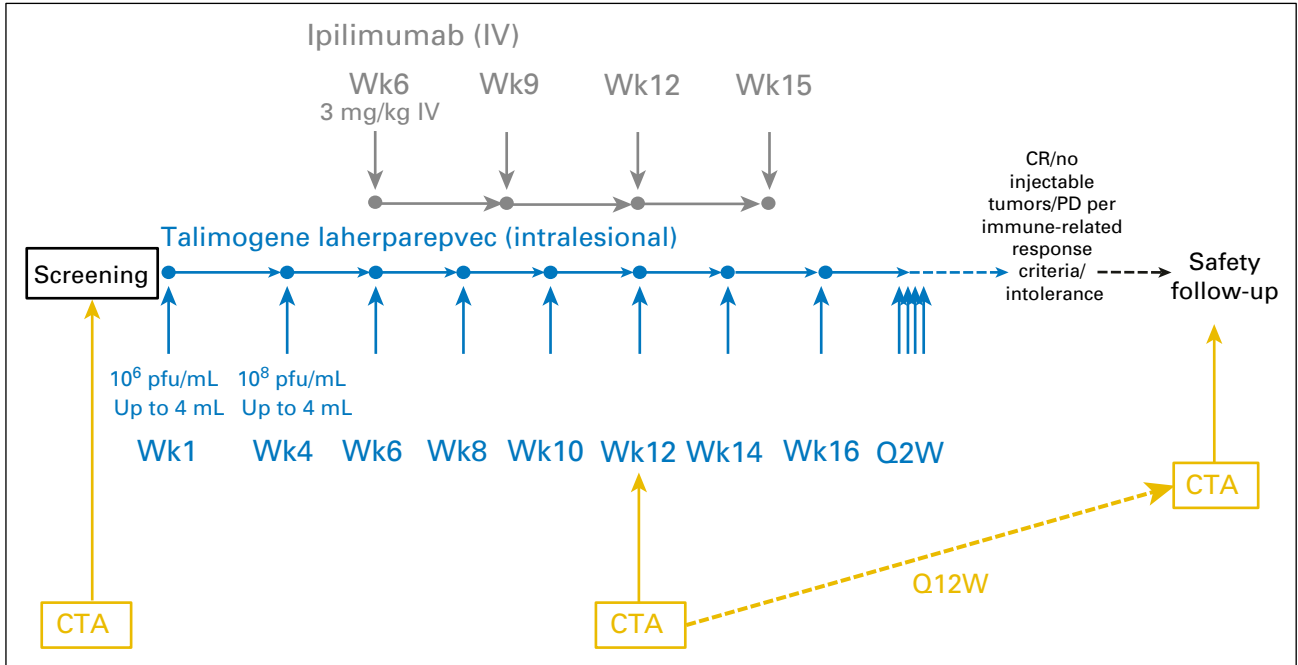 Ipilimumab (IV)
Wk6 Wk9 Wk12 Wk15
3 mg/kg IV
CR/no
injectable
tumors/PD per
immune-related
response
criteria/
intolerance
Talimogene laherparepvec (intralesional)
Screening
Safety
follow-up
10⁶ pfu/mL
Up to 4 mL
10⁸ pfu/mL
Up to 4 mL
Wk1 Wk4 Wk6 Wk8 Wk10 Wk12 Wk14 Wk16 Q2W
CTA
Q12W
CTA
CTA